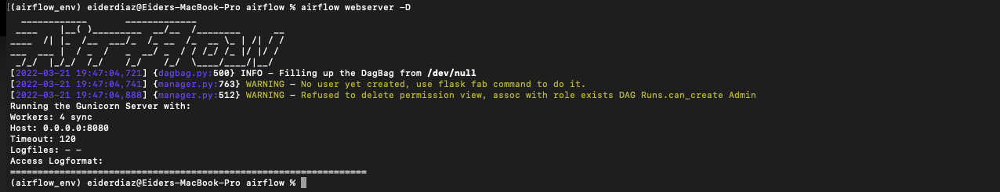 (airflow_env) eiderdiaz@Eiders-MacBook-Pro airflow % airflow webserver -D
  ____________       _____________
 ____    |__( )_________  __/__  /________      __
____  /| |_  /__  ___/_  /_ __  /_  __ \_ | /| / /
___  ___ |  / _  /   _  __/ _  / / /_/ /_ |/ |/ /
 _/_/  |_/_/  /_/    /_/    /_/  \____/____/|__/
[2022-03-21 19:47:04,721] {dagbag.py:500} INFO - Filling up the DagBag from /dev/null
[2022-03-21 19:47:04,741] {manager.py:763} WARNING - No user yet created, use flask fab command to do it.
[2022-03-21 19:47:04,888] {manager.py:512} WARNING - Refused to delete permission view, assoc with role exists DAG Runs.can_create Admin
Running the Gunicorn Server with:
Workers: 4 sync
Host: 0.0.0.0:8080
Timeout: 120
Logfiles: - -
Access Logformat:
=================================================================
(airflow_env) eiderdiaz@Eiders-MacBook-Pro airflow %